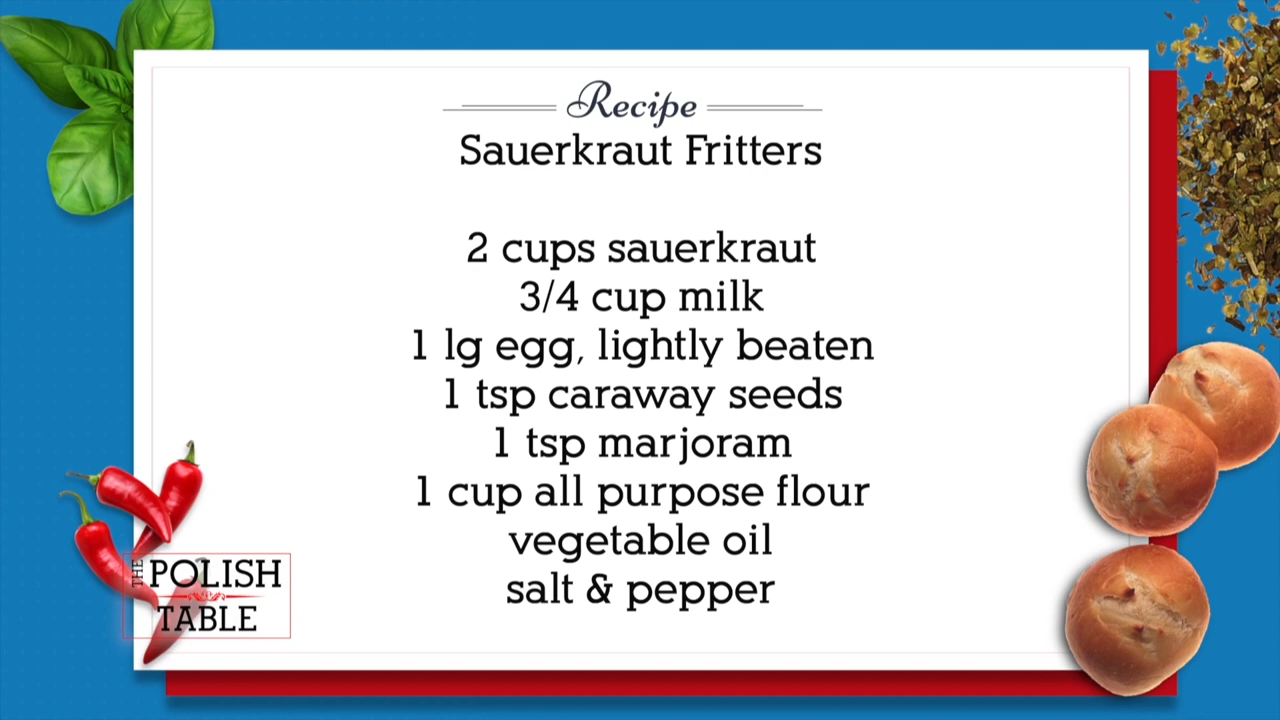 Recipe
Sauerkraut Fritters
2 cups sauerkraut
3/4 cup milk
1 lg egg, lightly beaten
1 tsp caraway seeds
1 tsp marjoram
1 cup all purpose flour
vegetable oil
salt & pepper
THE POLISH
TABLE